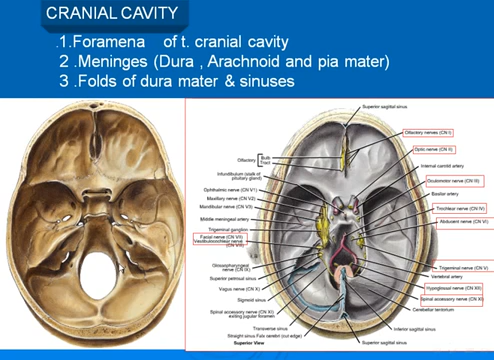 CRANIAL CAVITY
.1.Foramena of t. cranial cavity
2 .Meninges (Dura , Arachnoid and pia mater)
3 .Folds of dura mater & sinuses
Superior sagittal sinus
Olfactory nerves (CN I)
Optic nerve (CN II)
Internal carotid artery
Oculomotor nerve (CN III)
Basilar artery
Trochlear nerve (CN IV)
Abducent nerve (CN VI)
Trigeminal nerve (CN V)
Vertebral artery
Hypoglossal nerve (CN XII)
Spinal accessory nerve (CN XI)
Cerebellar tentorium
Inferior sagittal sinus
Superior sagittal sinus
Olfactory
Bulb
Tract
Infundibulum (stalk of
pituitary gland)
Ophthalmic nerve (CN V1)
Maxillary nerve (CN V2)
Mandibular nerve (CN V3)
Middle meningeal artery
Trigeminal ganglion
Facial nerve (CN VII)
Vestibulocochlear nerve
(CN VIII)
Glossopharyngeal
nerve (CN IX)
Superior petrosal sinus
Vagus nerve (CN X)
Sigmoid sinus
Spinal accessory nerve (CN XI)
exiting jugular foramen
Transverse sinus
Straight sinus
Falx cerebri (cut edge)
Superior View